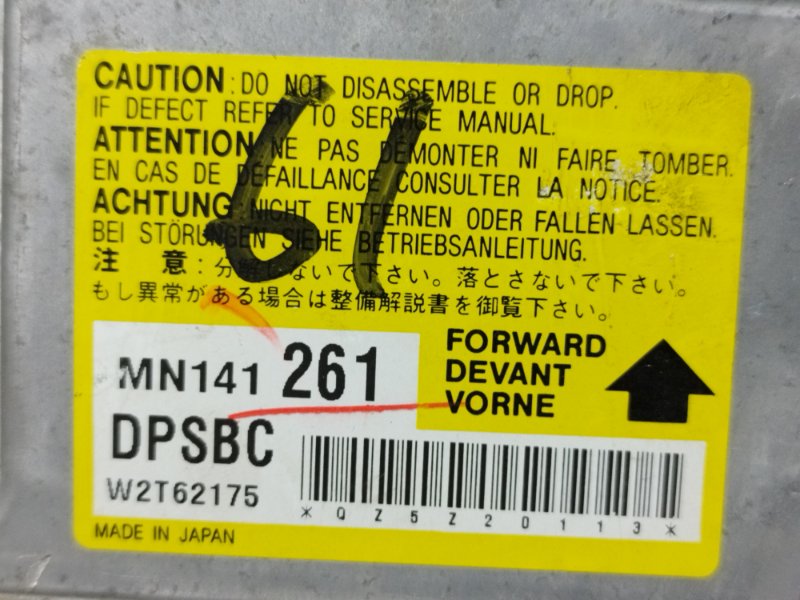 CAUTION : DO NOT DISASSEMBLE OR DROP.
IF DEFECT REFER TO SERVICE MANUAL.
ATTENTION : NE PAS DEMONTER NI FAIRE TOMBER.
EN CAS DE DEFAILLANCE CONSULTER LA NOTICE.
ACHTUNG : NICHT ENTFERNEN ODER FALLEN LASSEN.
BEI STÖRUNGEN SIEHE BETRIEBSANLEITUNG.
注 意 : 分解しないで下さい。落とさないで下さい。
もし異常がある場合は整備解説書を御覧下さい。
61
MN141 261
DPSBC
W2T62175
FORWARD
DEVANT
VORNE
*QZ5Z20113*
MADE IN JAPAN